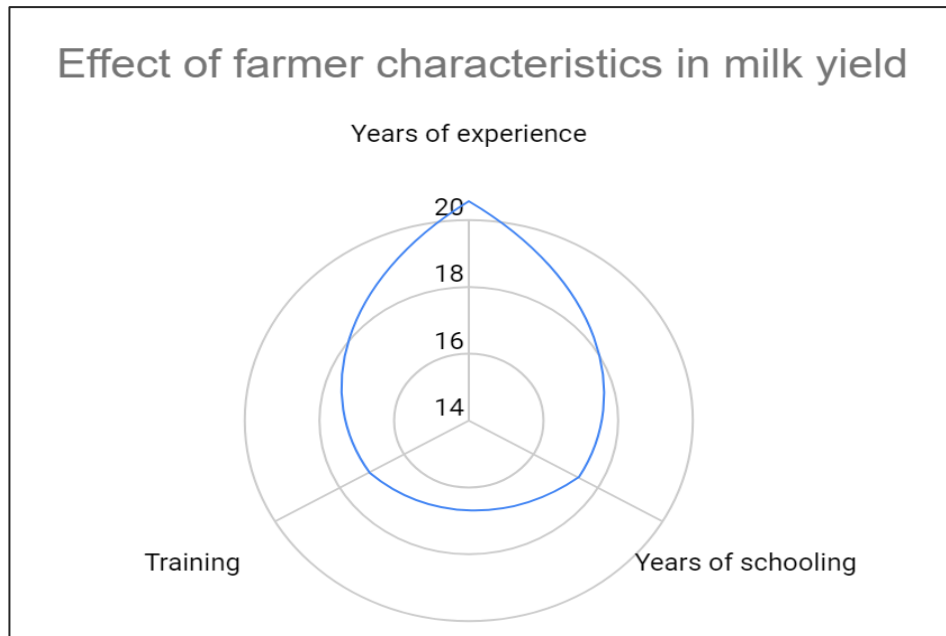 Effect of farmer characteristics in milk yield
Years of experience
20
18
16
14
Training
Years of schooling